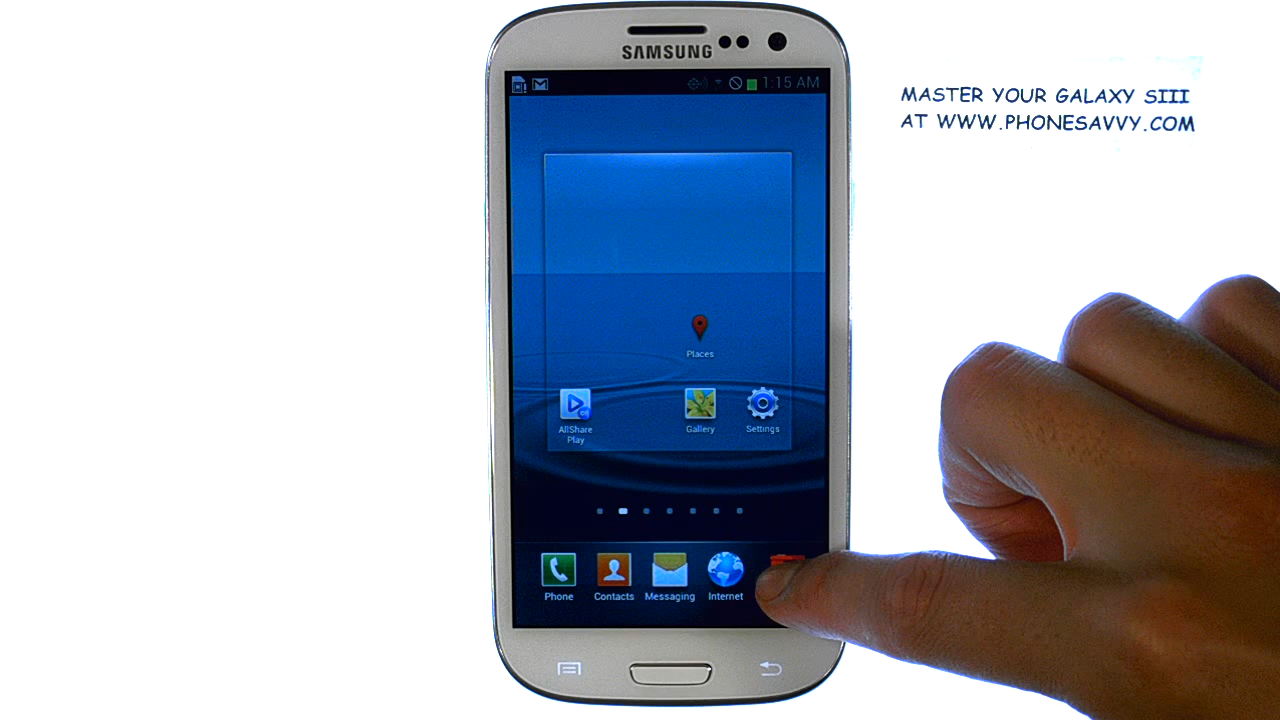 SAMSUNG
1:15 AM
MASTER YOUR GALAXY SIII
AT WWW.PHONESAVVY.COM
Places
AllShare
Play
Gallery
Settings
Phone
Contacts
Messaging
Internet